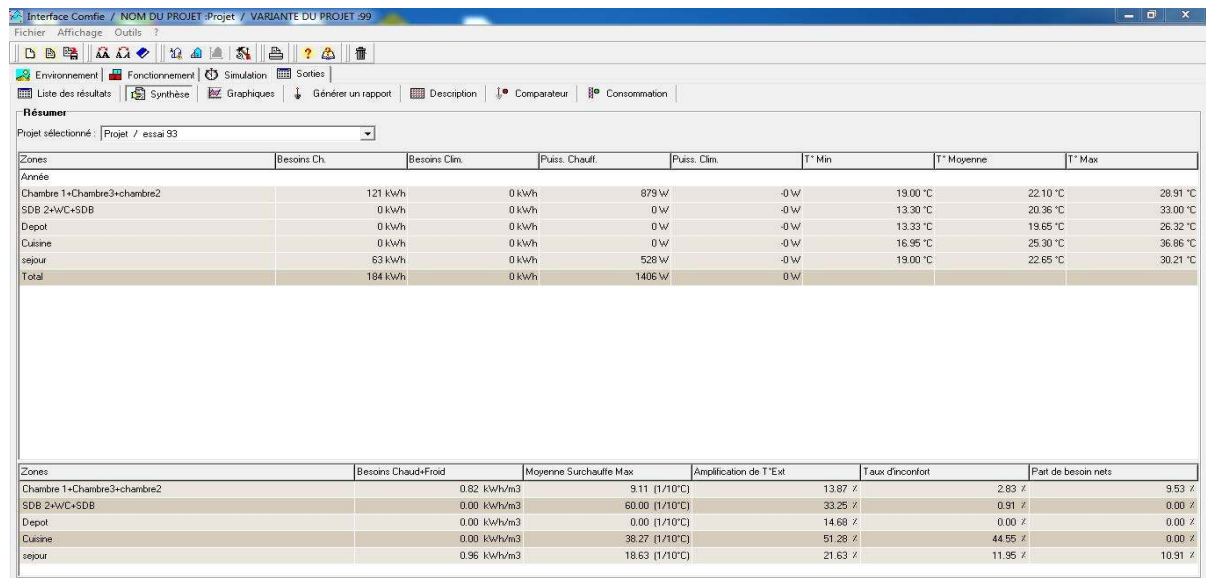 Interface Comfie / NOM DU PROJET :Projet / VARIANTE DU PROJET :99
Fichier Affichage Outils ?
Environnement Fonctionnement Simulation Sorties
Liste des résultats Synthèse Graphiques Générer un rapport Description Comparateur Consommation
Résumer
Projet sélectionné : Projet / essai 93
Zones Besoins Ch. Besoins Clim. Puiss. Chauff. Puiss. Clim. T° Min T° Moyenne T° Max
Année
Chambre 1+Chambre3+chambre2 121 kWh 0 kWh 879 W -0 W 19.00 °C 22.10 °C 28.91 °C
SDB 2+WC+SDB 0 kWh 0 kWh 0 W -0 W 13.30 °C 20.36 °C 33.00 °C
Depot 0 kWh 0 kWh 0 W -0 W 13.33 °C 19.65 °C 26.32 °C
Cuisine 0 kWh 0 kWh 0 W -0 W 16.95 °C 25.30 °C 36.86 °C
sejour 63 kWh 0 kWh 528 W -0 W 19.00 °C 22.65 °C 30.21 °C
Total 184 kWh 0 kWh 1406 W 0 W
Zones Besoins Chaud+Froid Moyenne Surchauffe Max Amplification de T°Ext Taux d'inconfort Part de besoin nets
Chambre 1+Chambre3+chambre2 0.82 kWh/m3 9.11 (1/10°C) 13.87 % 2.83 % 9.53 %
SDB 2+WC+SDB 0.00 kWh/m3 60.00 (1/10°C) 33.25 % 0.91 % 0.00 %
Depot 0.00 kWh/m3 0.00 (1/10°C) 14.68 % 0.00 % 0.00 %
Cuisine 0.00 kWh/m3 38.27 (1/10°C) 51.28 % 44.55 % 0.00 %
sejour 0.96 kWh/m3 18.63 (1/10°C) 21.63 % 11.95 % 10.91 %